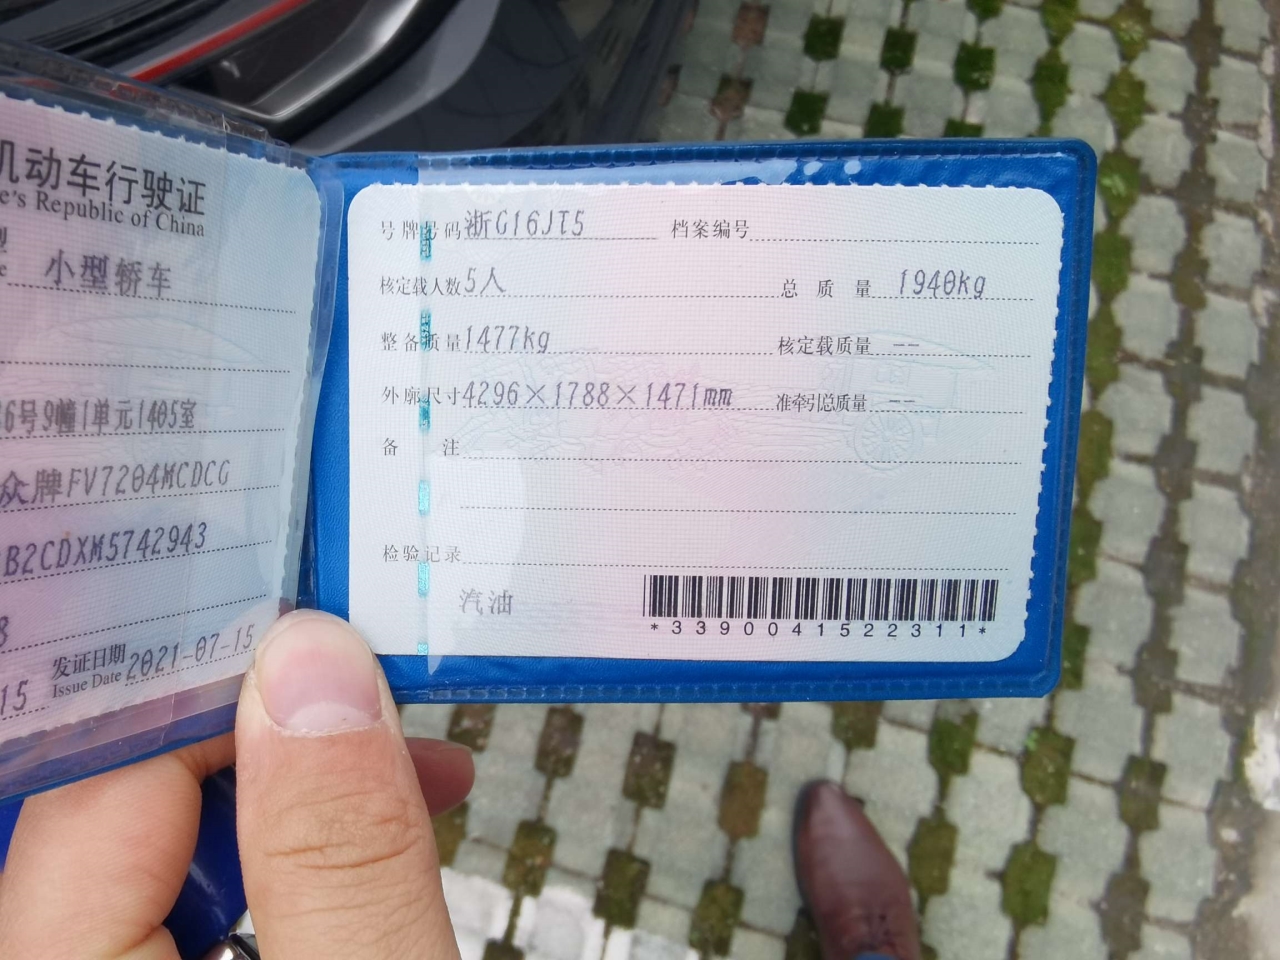 机动车行驶证
e's Republic of China
型
小型轿车
6号9幢1单元1405室
众牌FV7204MCDCG
B2CDXM5742943
8
发证日期
Issue Date 2021-07-15
15
号牌号码 浙G16JT5 档案编号
核定载人数 5人 总质量 1940kg
整备质量 1477kg 核定载质量 --
外廓尺寸 4296×1788×1471mm 准牵引总质量 --
备注
检验记录
汽油
*3390041522311*